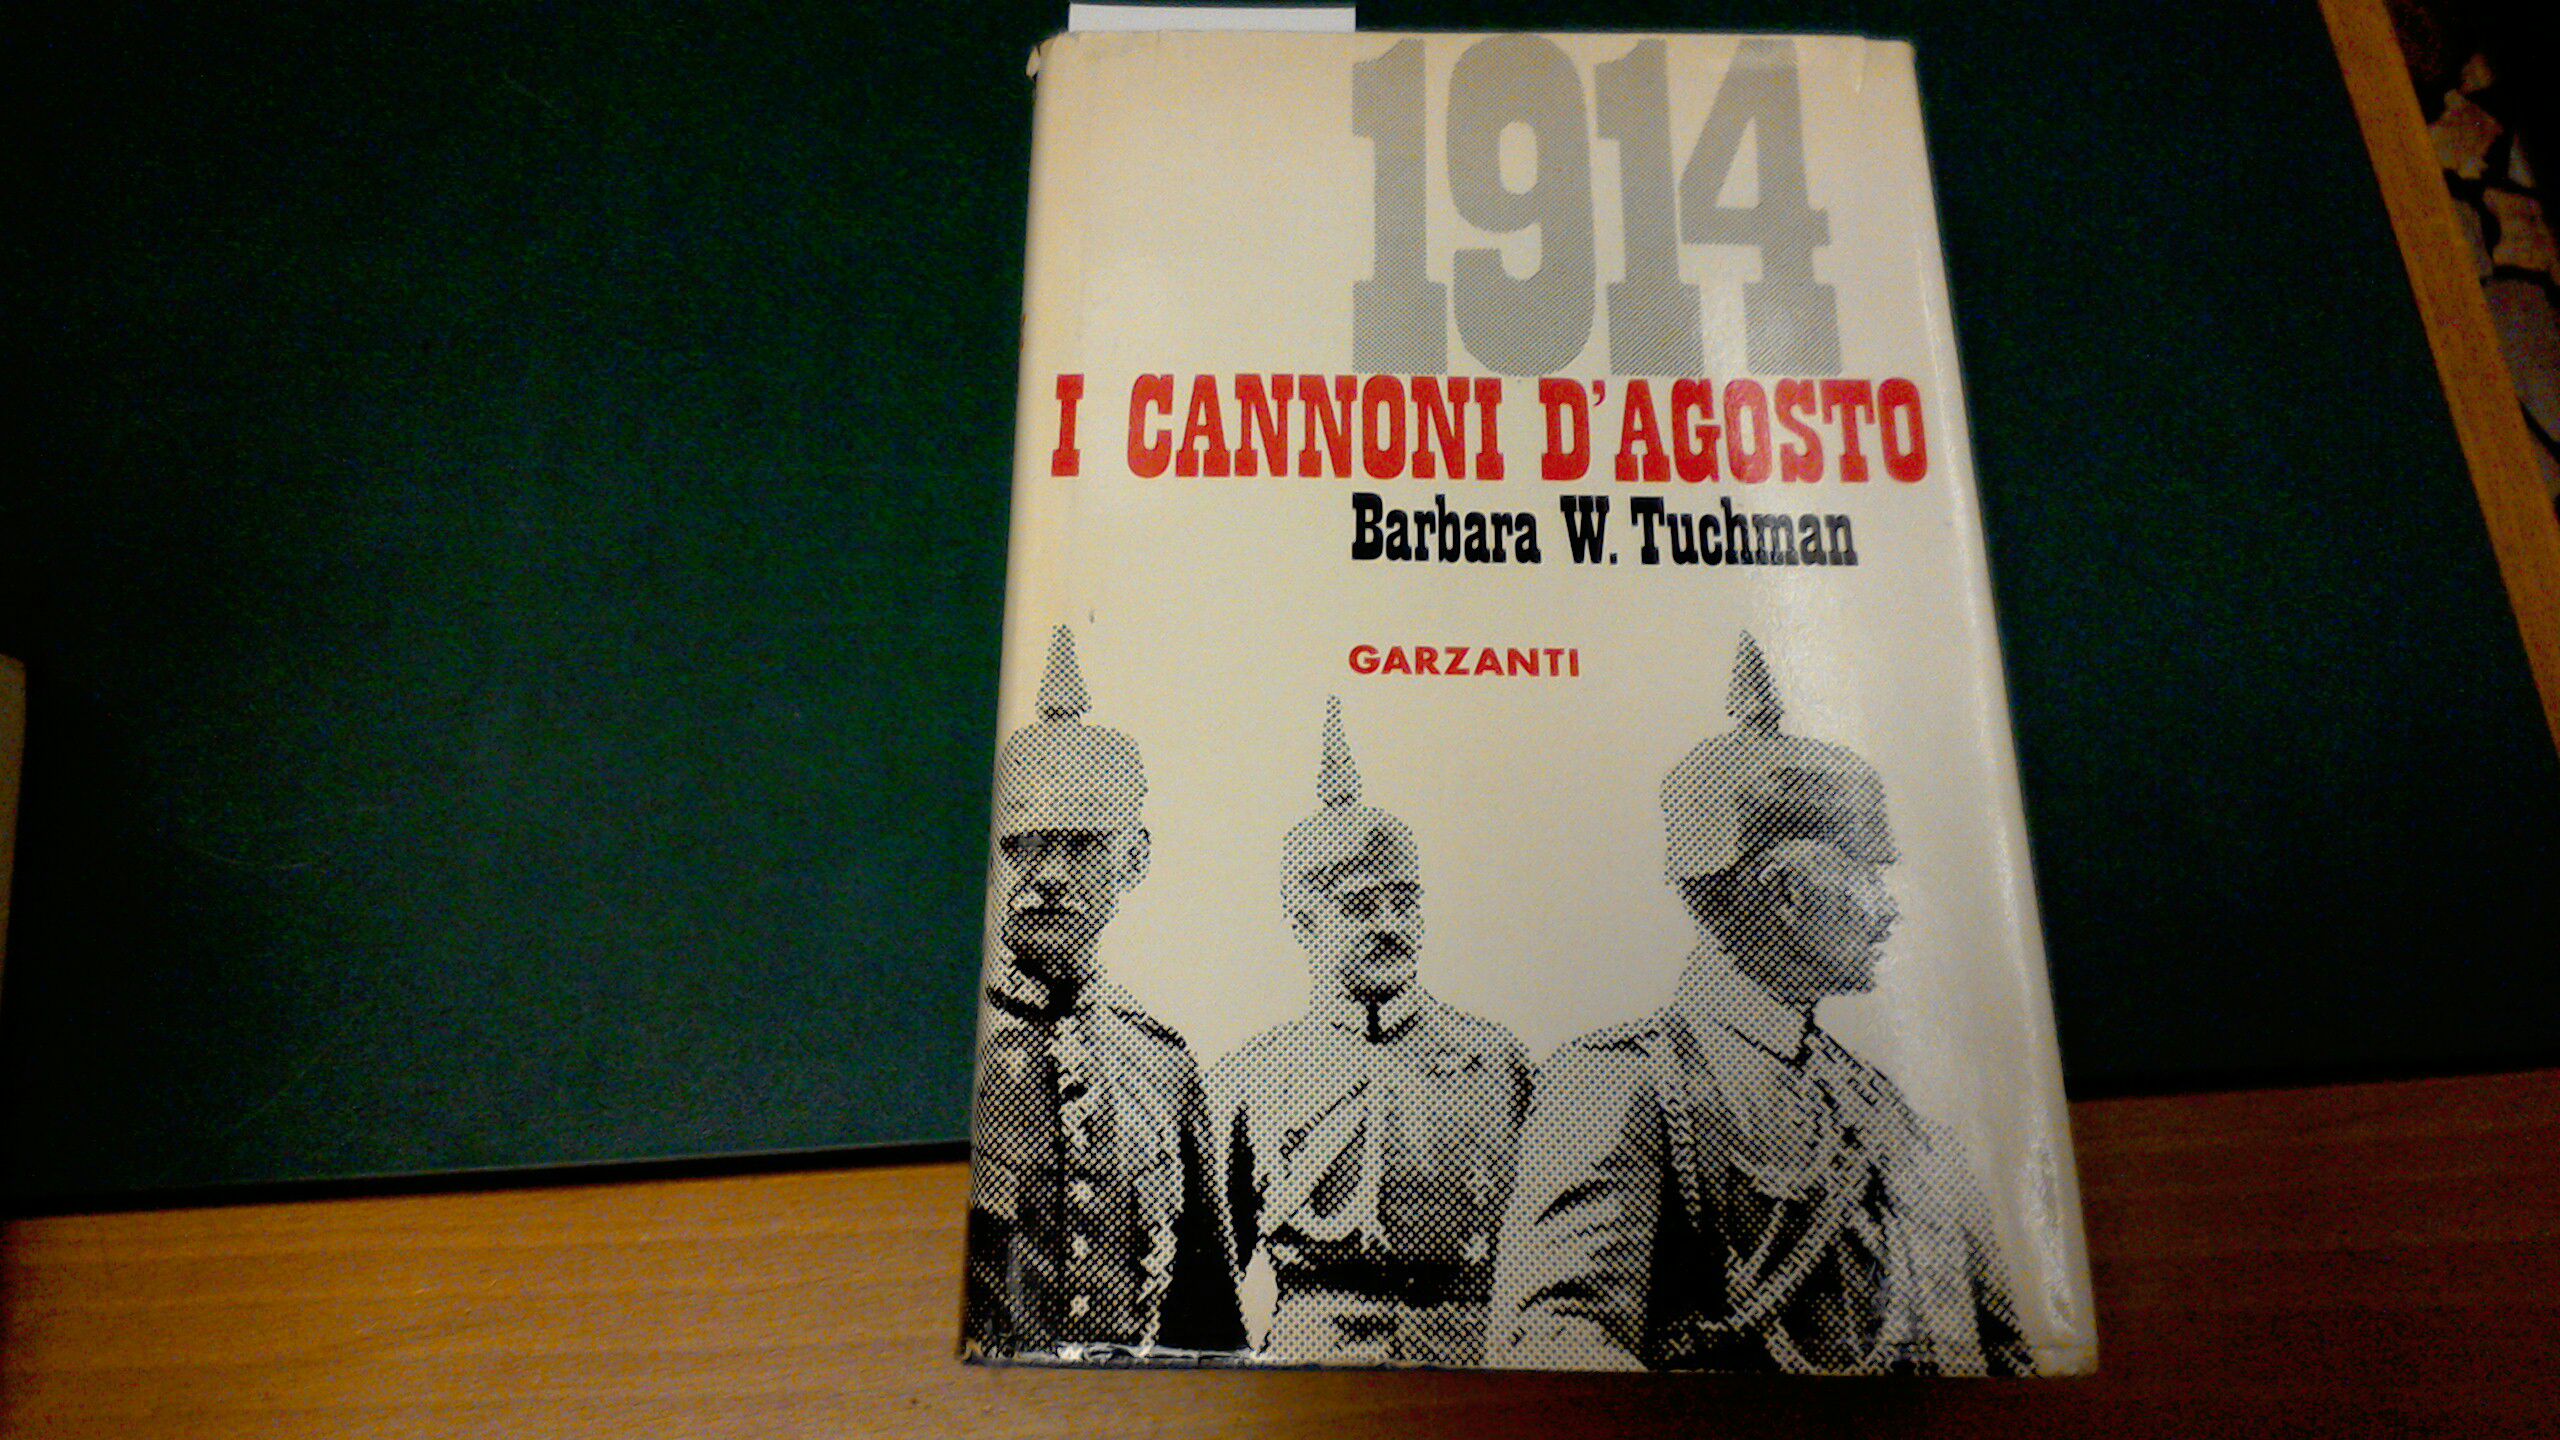 1914
I CANNONI D'AGOSTO
Barbara W. Tuchman
GARZANTI